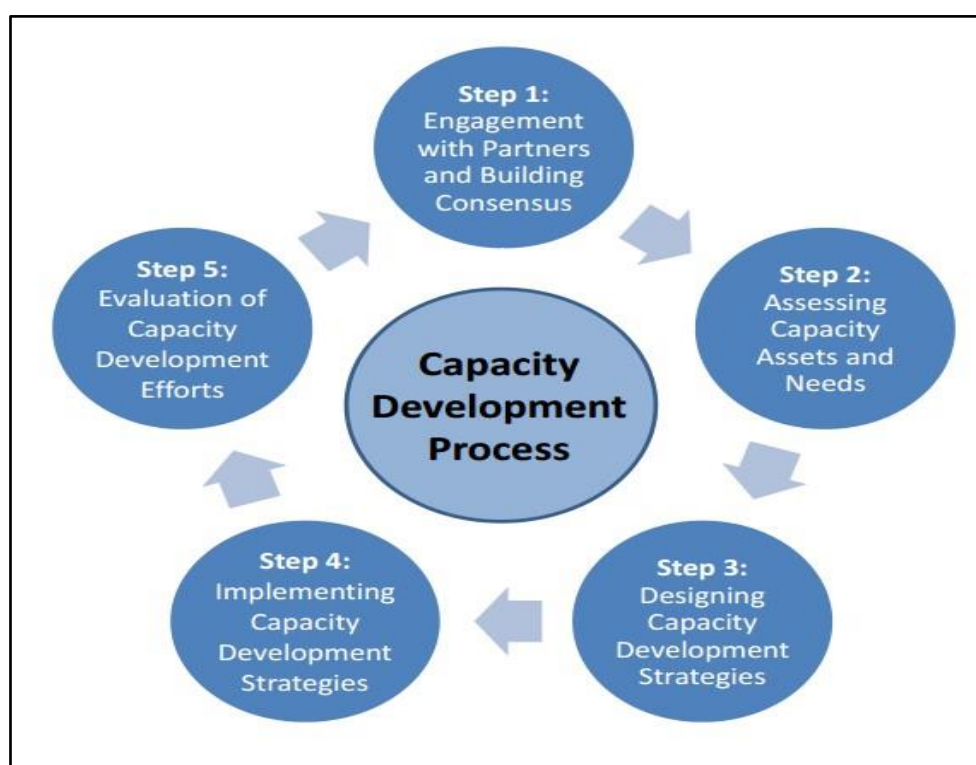 Step 1:
Engagement
with Partners
and Building
Consensus
Step 2:
Assessing
Capacity
Assets and
Needs
Step 3:
Designing
Capacity
Development
Strategies
Step 4:
Implementing
Capacity
Development
Strategies
Step 5:
Evaluation of
Capacity
Development
Efforts
Capacity
Development
Process